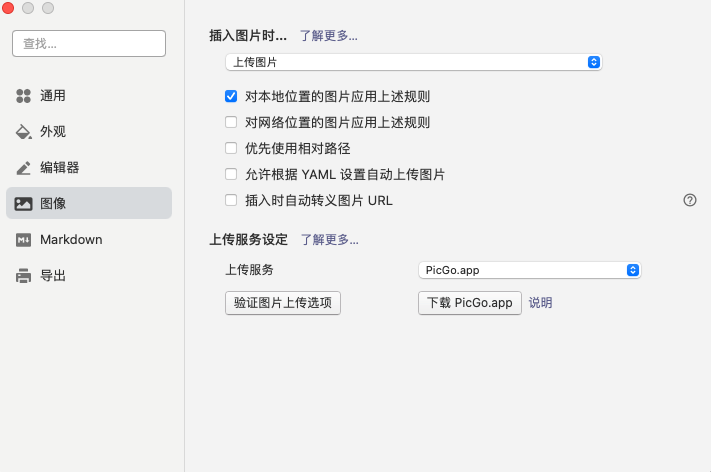 查找...
通用
外观
编辑器
图像
Markdown
导出
插入图片时... 了解更多...
上传图片
对本地位置的图片应用上述规则
对网络位置的图片应用上述规则
优先使用相对路径
允许根据 YAML 设置自动上传图片
插入时自动转义图片 URL
?
上传服务设定 了解更多...
上传服务 PicGo.app
验证图片上传选项 下载 PicGo.app 说明